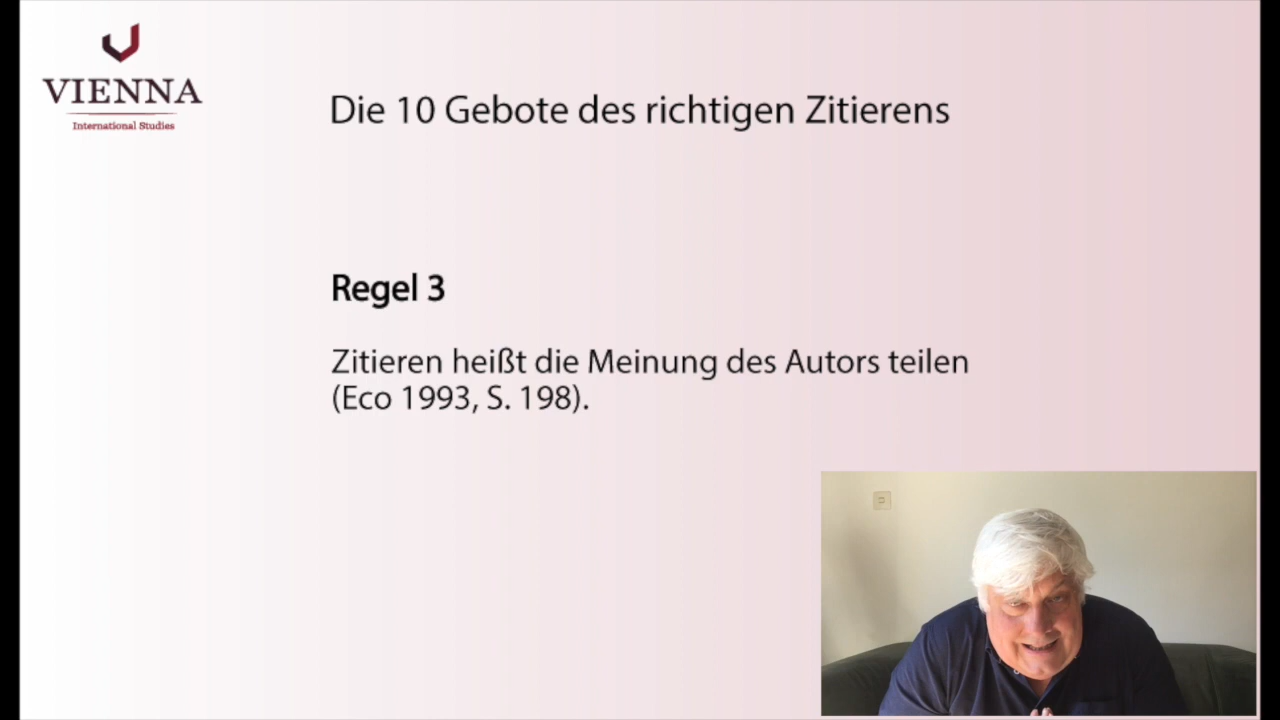 VIENNA
International Studies
Die 10 Gebote des richtigen Zitierens
Regel 3
Zitieren heißt die Meinung des Autors teilen
(Eco 1993, S. 198).